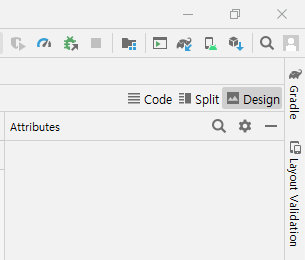 Code Split Design
Attributes
Gradle
Layout Validation